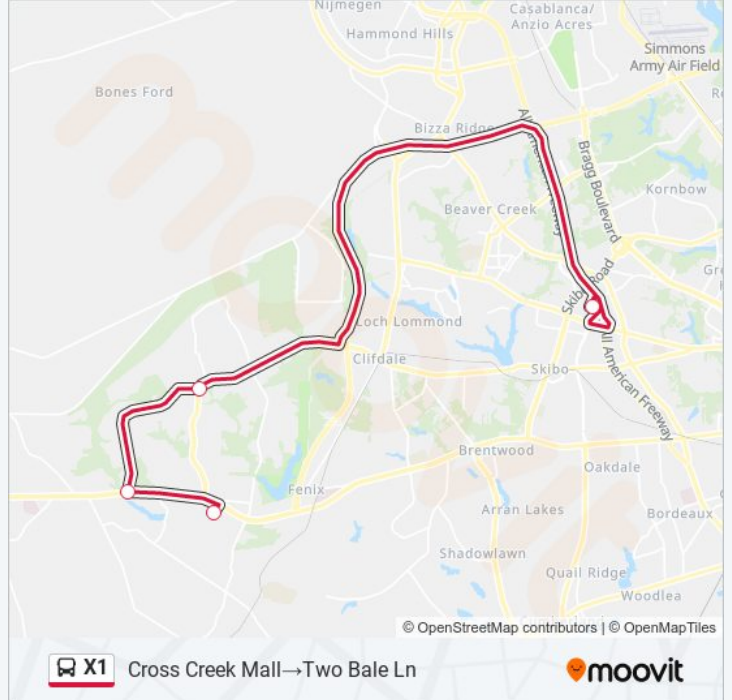 Nijmegen
Casablanca/
Anzio Acres
Hammond Hills
Simmons
Army Air Field
Bones Ford
Bizza Ridge
Bragg Boulevard
Kornbow
Beaver Creek
Skibo Road
Loch Lommond
Clifdale
Skibo
All American Freeway
Brentwood
Oakdale
Fenix
Arran Lakes
Bordeaux
Shadowlawn
Quail Ridge
Woodlea
© OpenStreetMap contributors | © OpenMapTiles
X1 Cross Creek Mall→Two Bale Ln
moovit